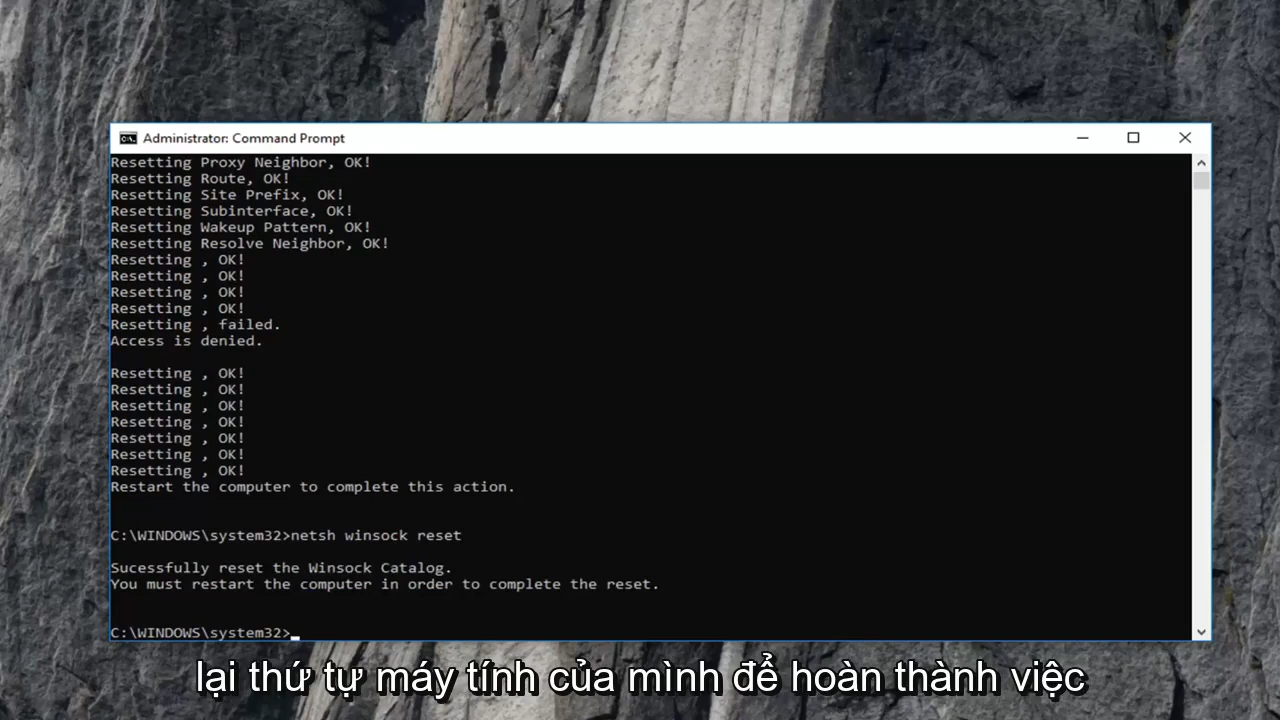 Administrator: Command Prompt
Resetting Proxy Neighbor, OK!
Resetting Route, OK!
Resetting Site Prefix, OK!
Resetting Subinterface, OK!
Resetting Wakeup Pattern, OK!
Resetting Resolve Neighbor, OK!
Resetting , OK!
Resetting , OK!
Resetting , OK!
Resetting , OK!
Resetting , failed.
Access is denied.
Resetting , OK!
Resetting , OK!
Resetting , OK!
Resetting , OK!
Resetting , OK!
Resetting , OK!
Resetting , OK!
Restart the computer to complete this action.
C:\WINDOWS\system32>netsh winsock reset
Sucessfully reset the Winsock Catalog.
You must restart the computer in order to complete the reset.
C:\WINDOWS\system32>
lại thứ tự máy tính của mình để hoàn thành việc